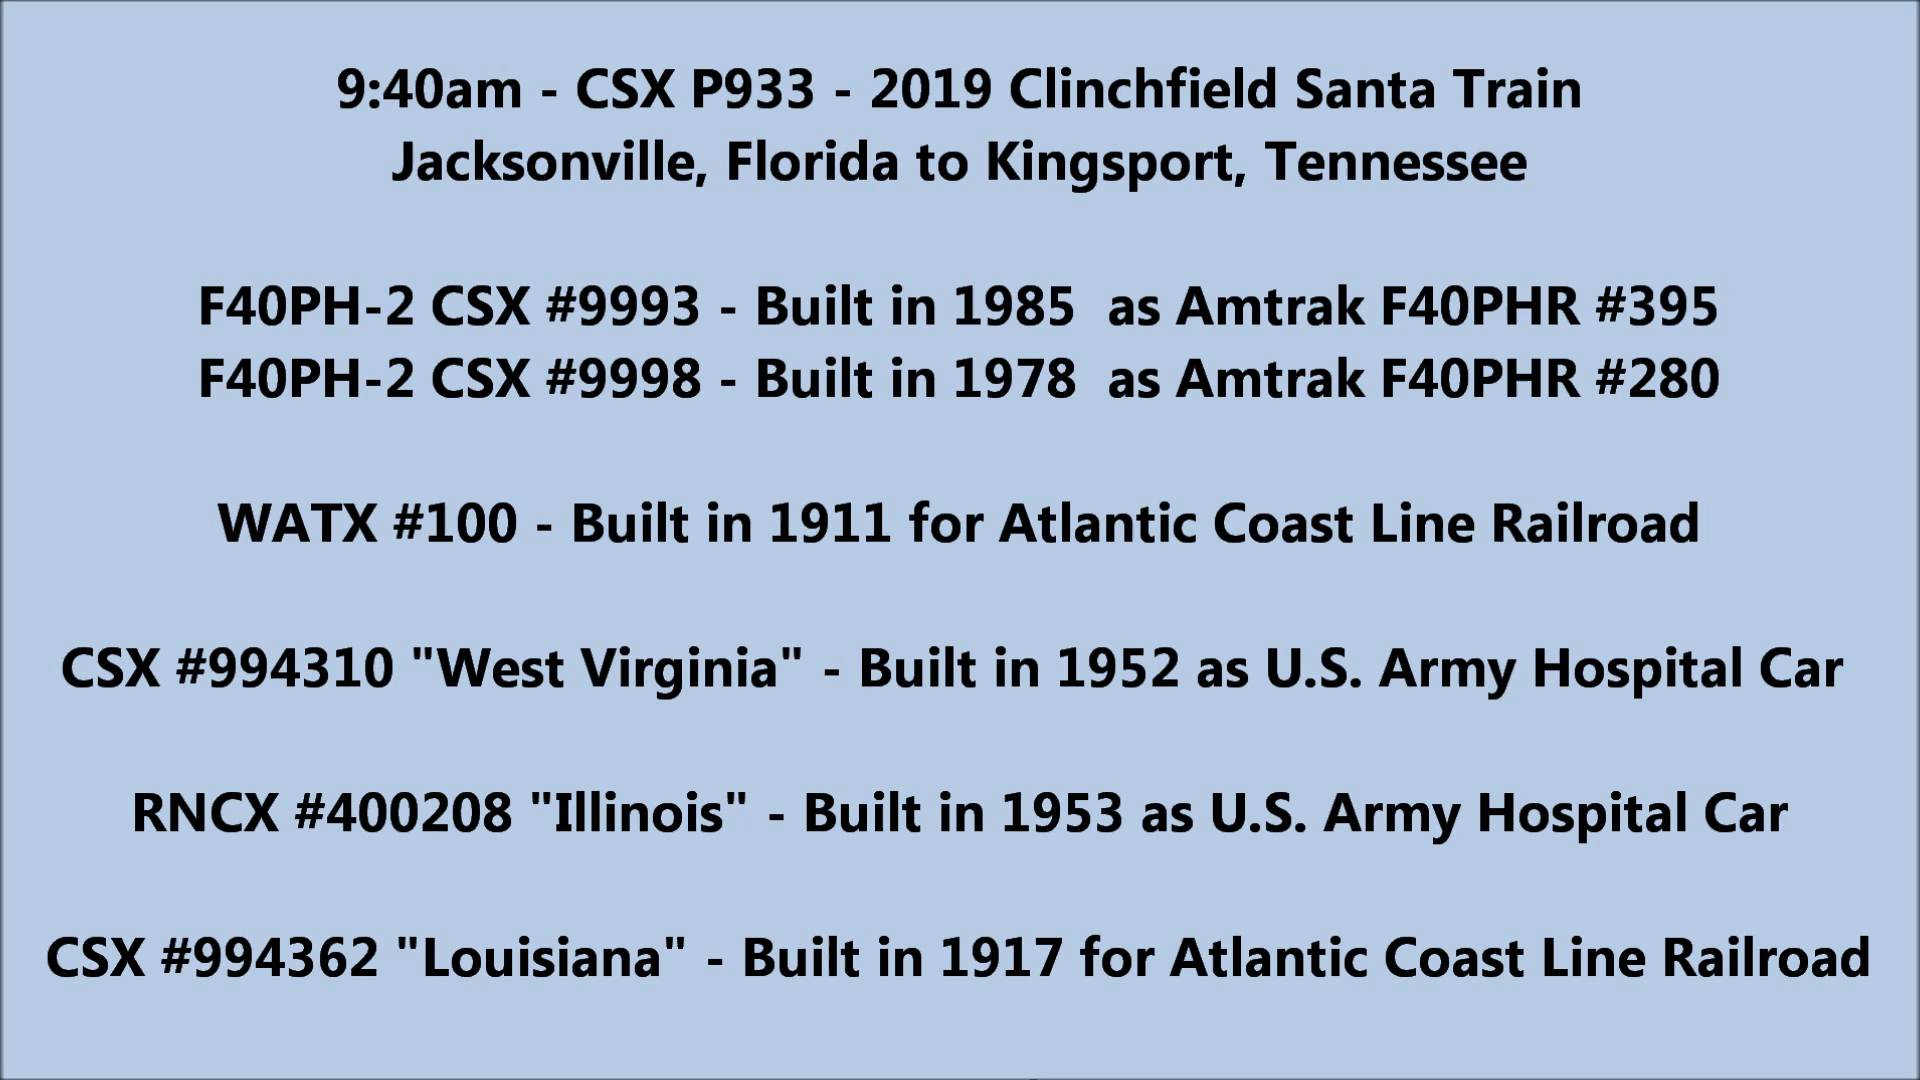 9:40am - CSX P933 - 2019 Clinchfield Santa Train
Jacksonville, Florida to Kingsport, Tennessee
F40PH-2 CSX #9993 - Built in 1985  as Amtrak F40PHR #395
F40PH-2 CSX #9998 - Built in 1978  as Amtrak F40PHR #280
WATX #100 - Built in 1911 for Atlantic Coast Line Railroad
CSX #994310 "West Virginia" - Built in 1952 as U.S. Army Hospital Car
RNCX #400208 "Illinois" - Built in 1953 as U.S. Army Hospital Car
CSX #994362 "Louisiana" - Built in 1917 for Atlantic Coast Line Railroad